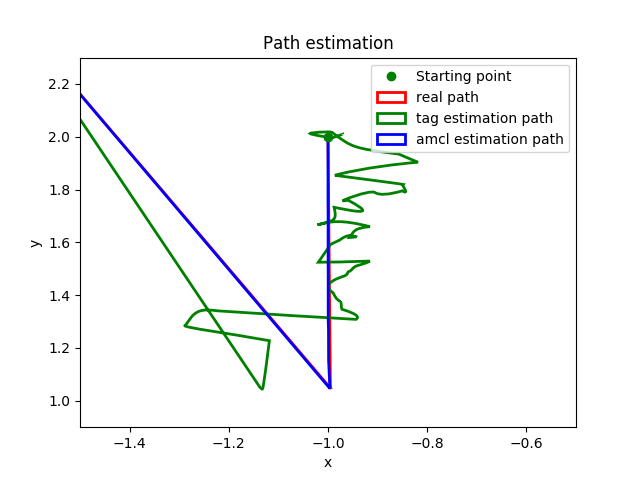 Path estimation
Starting point
real path
tag estimation path
amcl estimation path
2.2
2.0
1.8
1.6
1.4
1.2
1.0
y
−1.4
−1.2
−1.0
−0.8
−0.6
x